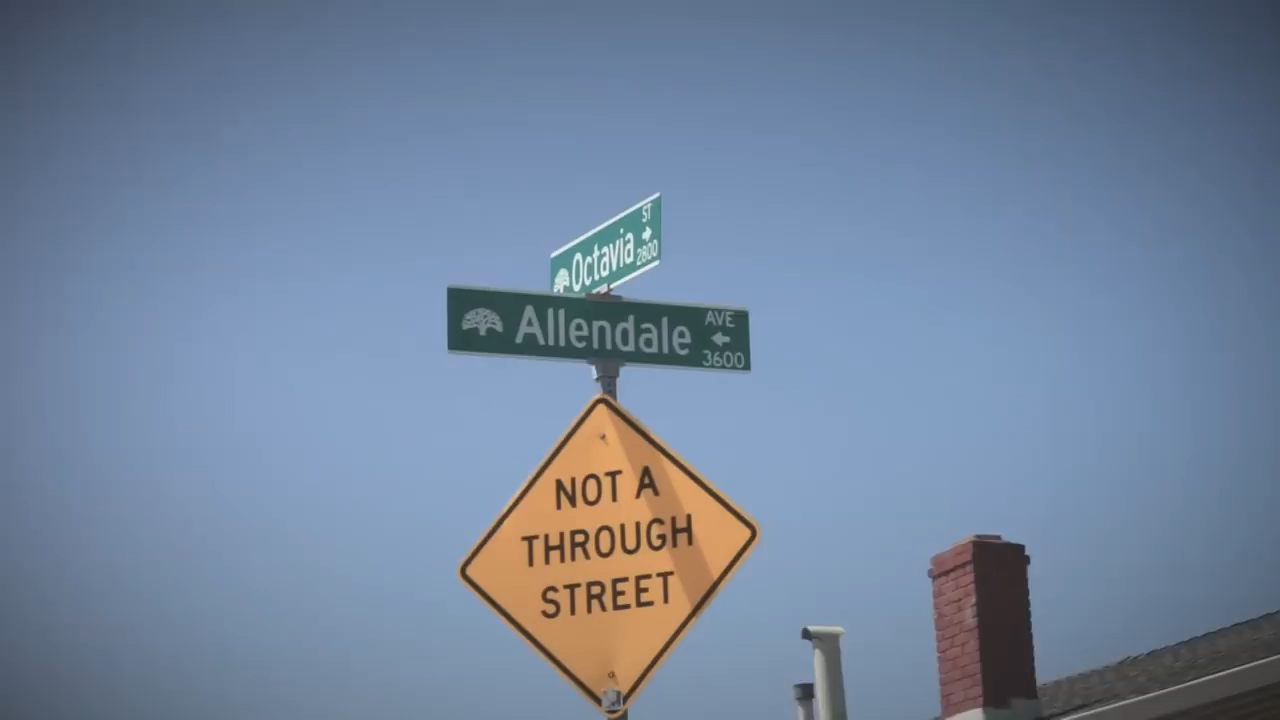 ST
Octavia
2800
AVE
Allendale
3600
NOT A
THROUGH
STREET